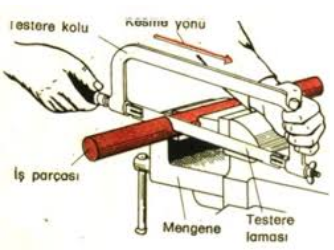 Testere kolu
Kesme yönü
İş parçası
Mengene
Testere
laması